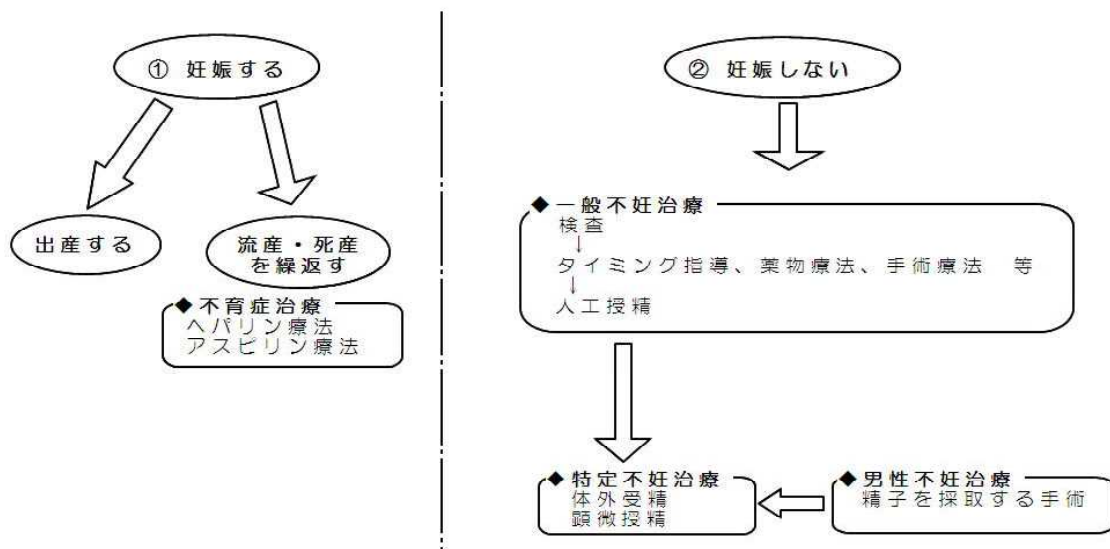 ① 妊娠する
出産する
流産・死産
を繰返す
◆不育症治療
ヘパリン療法
アスピリン療法
② 妊娠しない
◆一般不妊治療
検査
↓
タイミング指導、薬物療法、手術療法　等
↓
人工授精
◆特定不妊治療
体外受精
顕微授精
◆男性不妊治療
精子を採取する手術